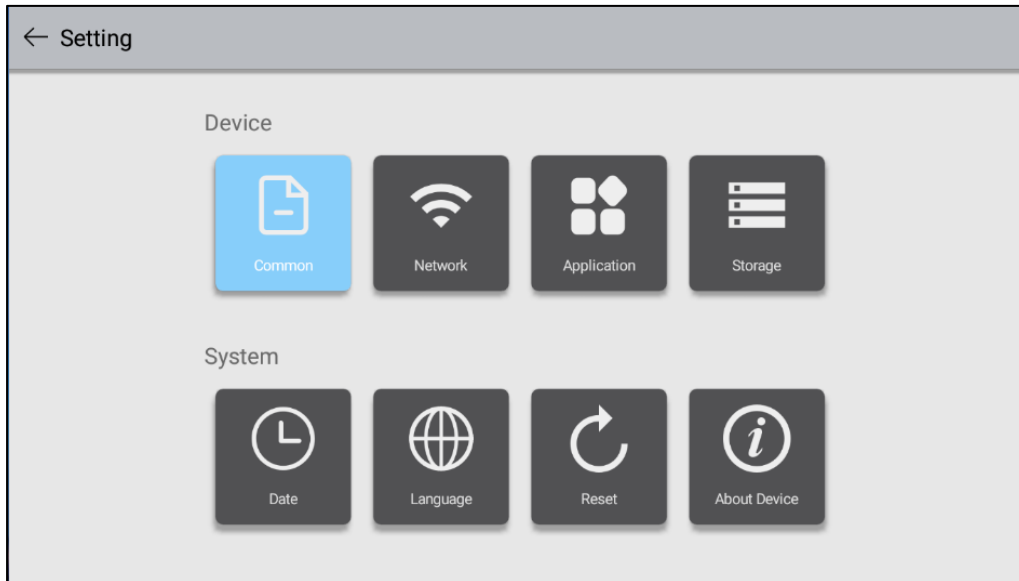 Setting
Device
Common
Network
Application
Storage
System
Date
Language
Reset
About Device